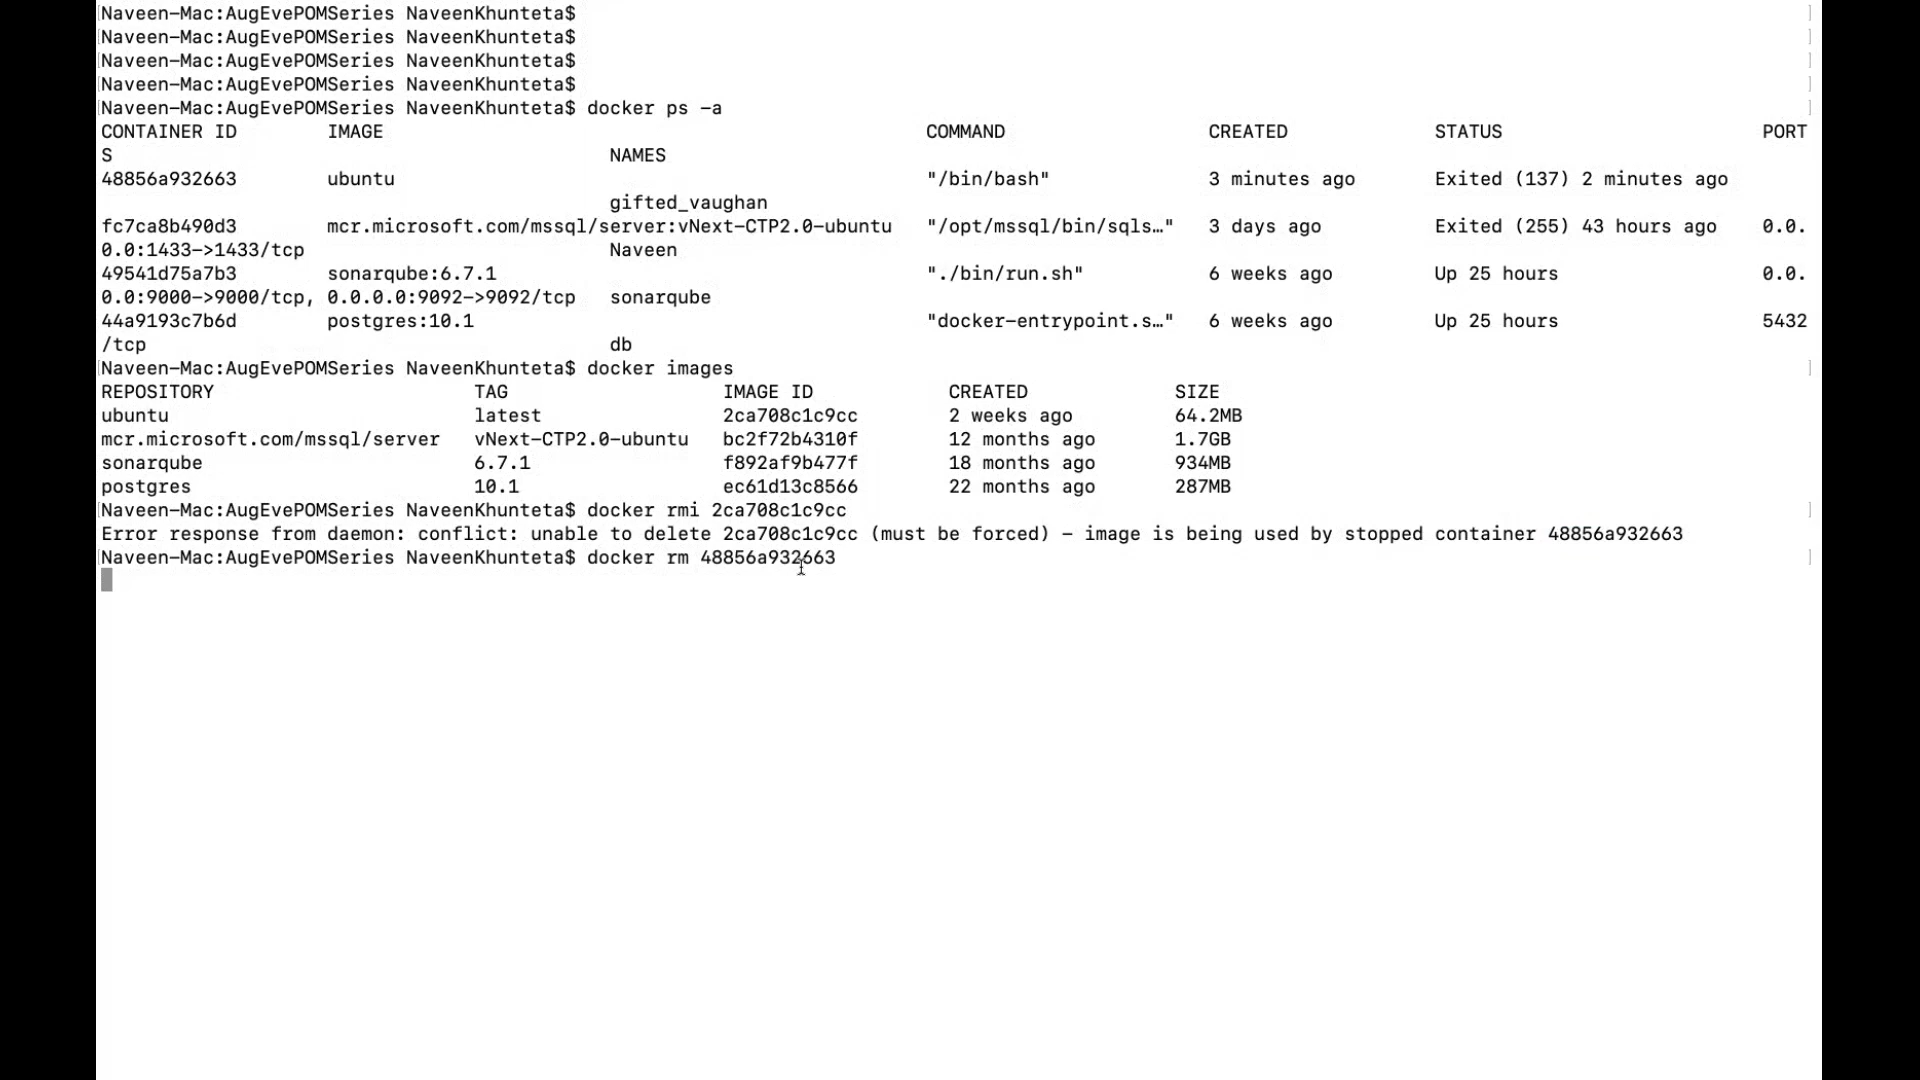 Naveen-Mac:AugEvePOMSeries NaveenKhunteta$
Naveen-Mac:AugEvePOMSeries NaveenKhunteta$
Naveen-Mac:AugEvePOMSeries NaveenKhunteta$
Naveen-Mac:AugEvePOMSeries NaveenKhunteta$
Naveen-Mac:AugEvePOMSeries NaveenKhunteta$ docker ps -a
CONTAINER ID IMAGE COMMAND CREATED STATUS PORT
S NAMES
48856a932663 ubuntu "/bin/bash" 3 minutes ago Exited (137) 2 minutes ago
gifted_vaughan
fc7ca8b490d3 mcr.microsoft.com/mssql/server:vNext-CTP2.0-ubuntu "/opt/mssql/bin/sqls…" 3 days ago Exited (255) 43 hours ago 0.0.
0.0:1433->1433/tcp Naveen
49541d75a7b3 sonarqube:6.7.1 "./bin/run.sh" 6 weeks ago Up 25 hours 0.0.
0.0:9000->9000/tcp, 0.0.0.0:9092->9092/tcp sonarqube
44a9193c7b6d postgres:10.1 "docker-entrypoint.s…" 6 weeks ago Up 25 hours 5432
/tcp db
Naveen-Mac:AugEvePOMSeries NaveenKhunteta$ docker images
REPOSITORY TAG IMAGE ID CREATED SIZE
ubuntu latest 2ca708c1c9cc 2 weeks ago 64.2MB
mcr.microsoft.com/mssql/server vNext-CTP2.0-ubuntu bc2f72b4310f 12 months ago 1.7GB
sonarqube 6.7.1 f892af9b477f 18 months ago 934MB
postgres 10.1 ec61d13c8566 22 months ago 287MB
Naveen-Mac:AugEvePOMSeries NaveenKhunteta$ docker rmi 2ca708c1c9cc
Error response from daemon: conflict: unable to delete 2ca708c1c9cc (must be forced) - image is being used by stopped container 48856a932663
Naveen-Mac:AugEvePOMSeries NaveenKhunteta$ docker rm 48856a932663